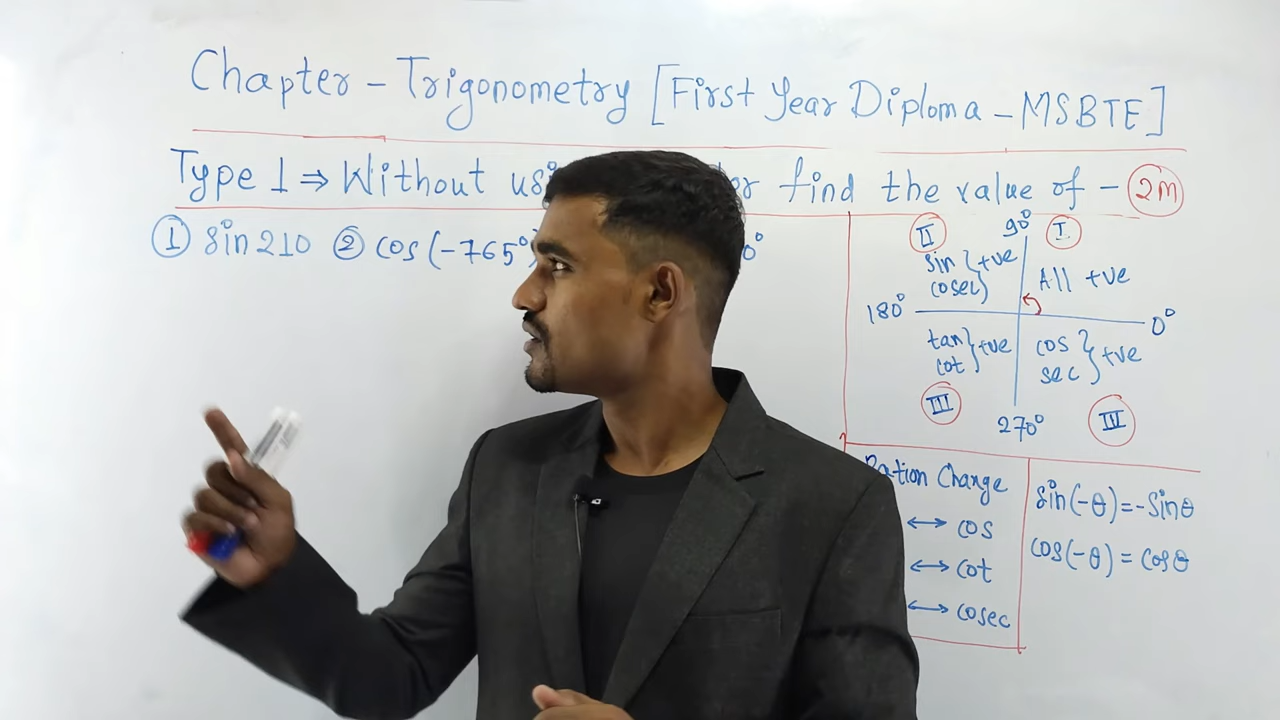 Chapter - Trigonometry [First Year Diploma - MSBTE]
Type 1 ⇒ Without find the value of - 2M
① sin 210 ② cos (-765°)
II 90° I
sin } +ve
cosec
All +ve
180° 0°
tan } +ve
cot
cos } +ve
sec
III 270° III
Ration Change
↔ cos
↔ cot
↔ cosec
sin(-θ) = -sinθ
cos(-θ) = cosθ